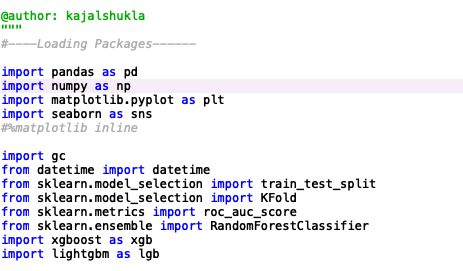 @author: kajalshukla
"""
#----Loading Packages------
import pandas as pd
import numpy as np
import matplotlib.pyplot as plt
import seaborn as sns
#%matplotlib inline
import gc
from datetime import datetime
from sklearn.model_selection import train_test_split
from sklearn.model_selection import KFold
from sklearn.metrics import roc_auc_score
from sklearn.ensemble import RandomForestClassifier
import xgboost as xgb
import lightgbm as lgb